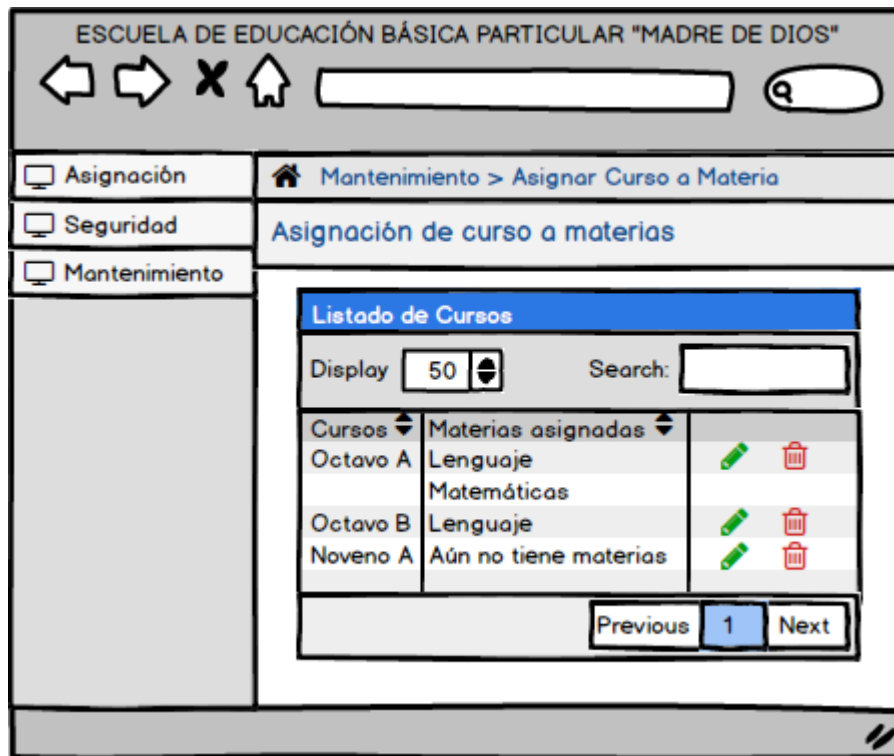 ESCUELA DE EDUCACIÓN BÁSICA PARTICULAR "MADRE DE DIOS"
Asignación
Seguridad
Mantenimiento
Mantenimiento > Asignar Curso a Materia
Asignación de curso a materias
Listado de Cursos
Display 50 Search:
Cursos Materias asignadas
Octavo A Lenguaje
Matemáticas
Octavo B Lenguaje
Noveno A Aún no tiene materias
Previous 1 Next